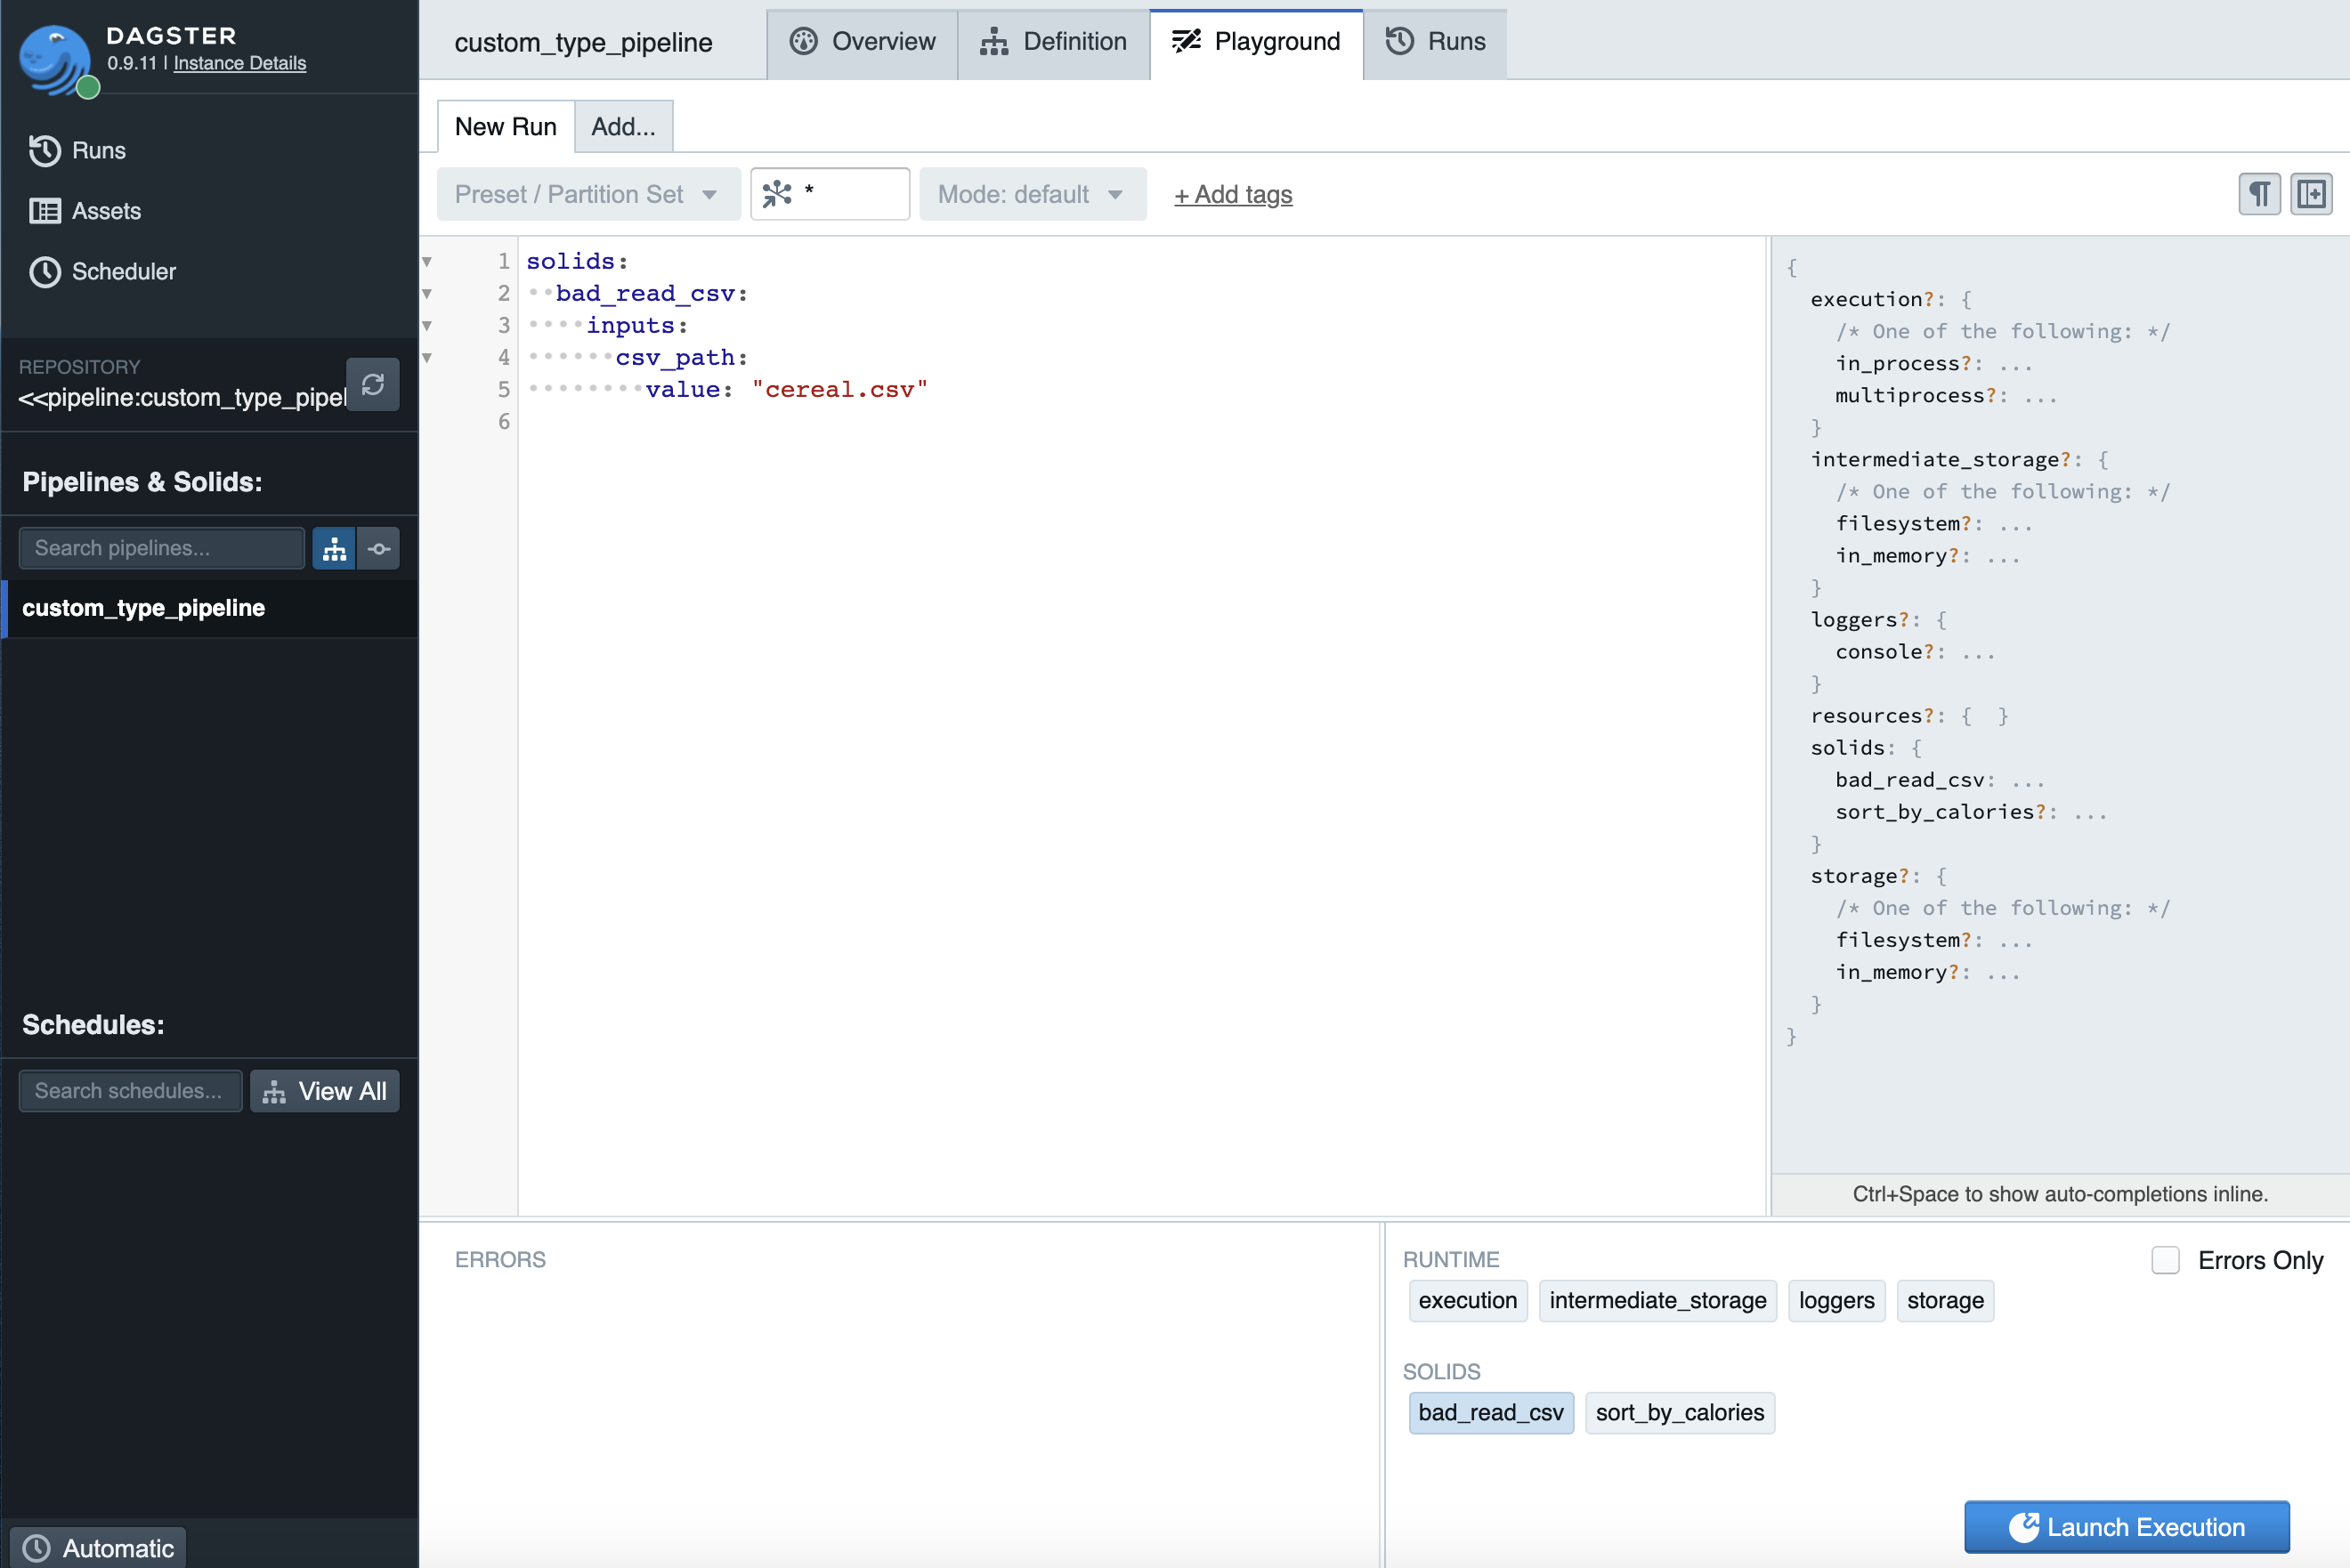 DAGSTER
0.9.11 | Instance Details
Runs
Assets
Scheduler
REPOSITORY
<<pipeline:custom_type_pipel
Pipelines & Solids:
Search pipelines...
custom_type_pipeline
Schedules:
Search schedules...
View All
Automatic
custom_type_pipeline
Overview
Definition
Playground
Runs
New Run
Add...
Preset / Partition Set
*
Mode: default
+ Add tags
1 solids:
2 bad_read_csv:
3 inputs:
4 csv_path:
5 value: "cereal.csv"
6
{
execution?: {
/* One of the following: */
in_process?: ...
multiprocess?: ...
}
intermediate_storage?: {
/* One of the following: */
filesystem?: ...
in_memory?: ...
}
loggers?: {
console?: ...
}
resources?: { }
solids: {
bad_read_csv: ...
sort_by_calories?: ...
}
storage?: {
/* One of the following: */
filesystem?: ...
in_memory?: ...
}
}
Ctrl+Space to show auto-completions inline.
ERRORS
RUNTIME
Errors Only
execution
intermediate_storage
loggers
storage
SOLIDS
bad_read_csv
sort_by_calories
Launch Execution